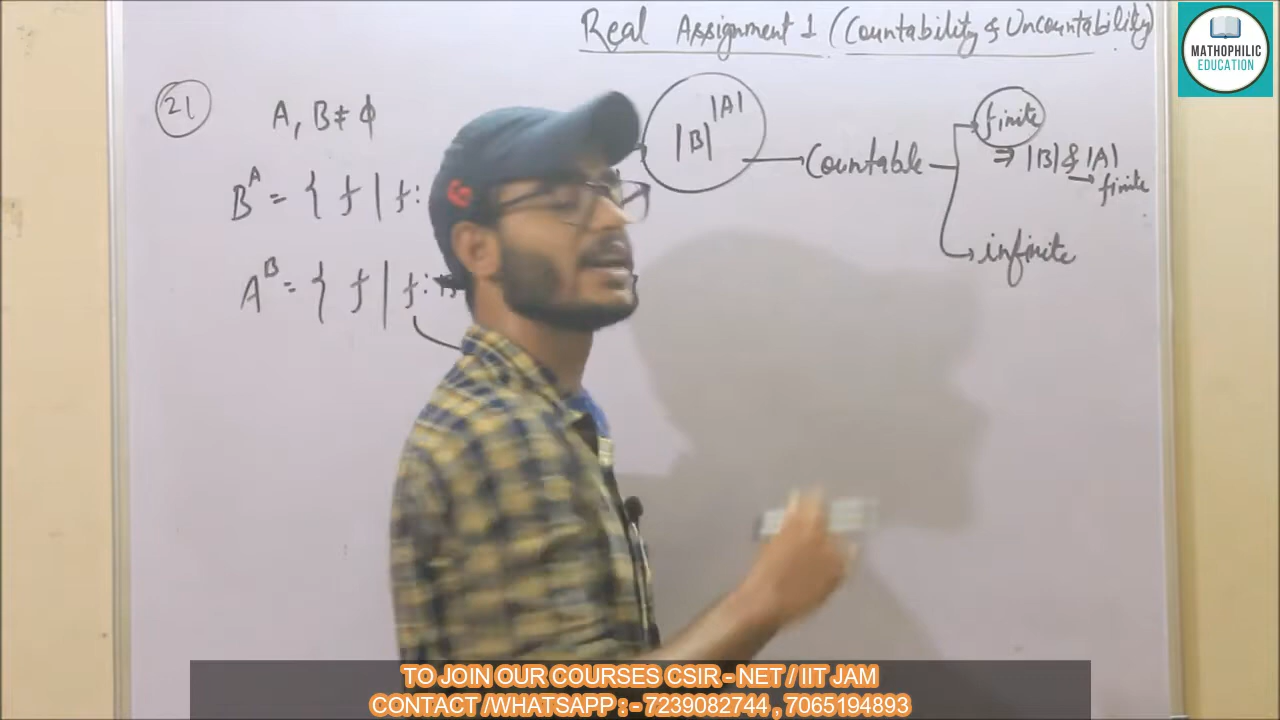 Real Assignment 1 (Countability & Uncountability)
MATHOPHILIC
EDUCATION
21
A, B ≠ ϕ
B^A = { f | f:
A^B = { f | f: B
|B|^|A|
Countable
finite
⇒ |B| & |A|
finite
infinite
TO JOIN OUR COURSES CSIR - NET / IIT JAM
CONTACT /WHATSAPP : - 7239082744 , 7065194893